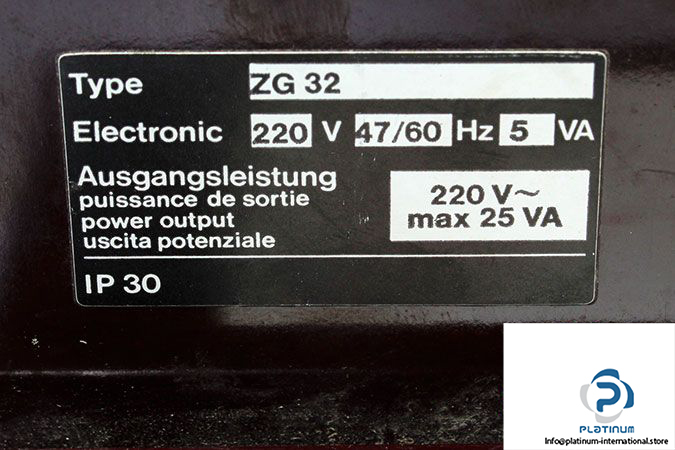 Type ZG 32
Electronic 220 V 47/60 Hz 5 VA
Ausgangsleistung
puissance de sortie
power output
uscita potenziale
220 V~
max 25 VA
IP 30
PLATINUM
Info@platinum-international.store